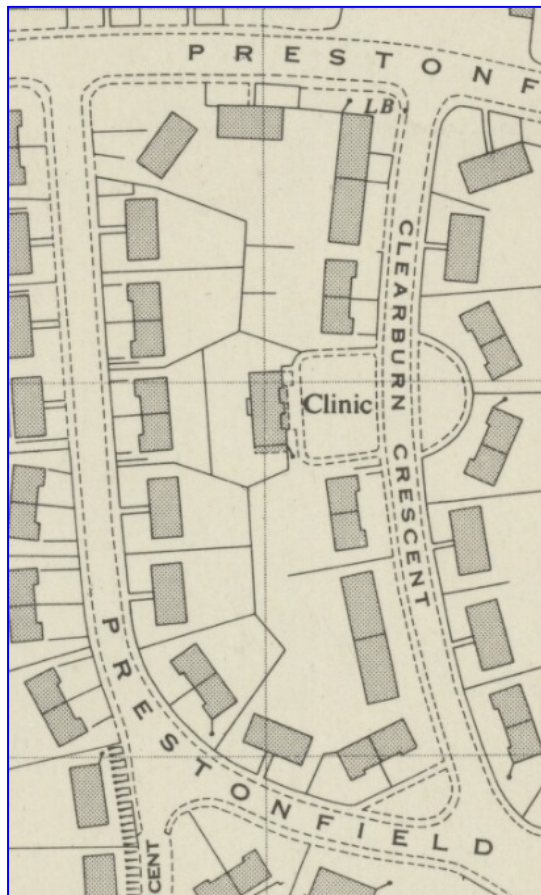 PRESTONF
LB
CLEARBURN CRESCENT
Clinic
PRESTONFIELD
CENT